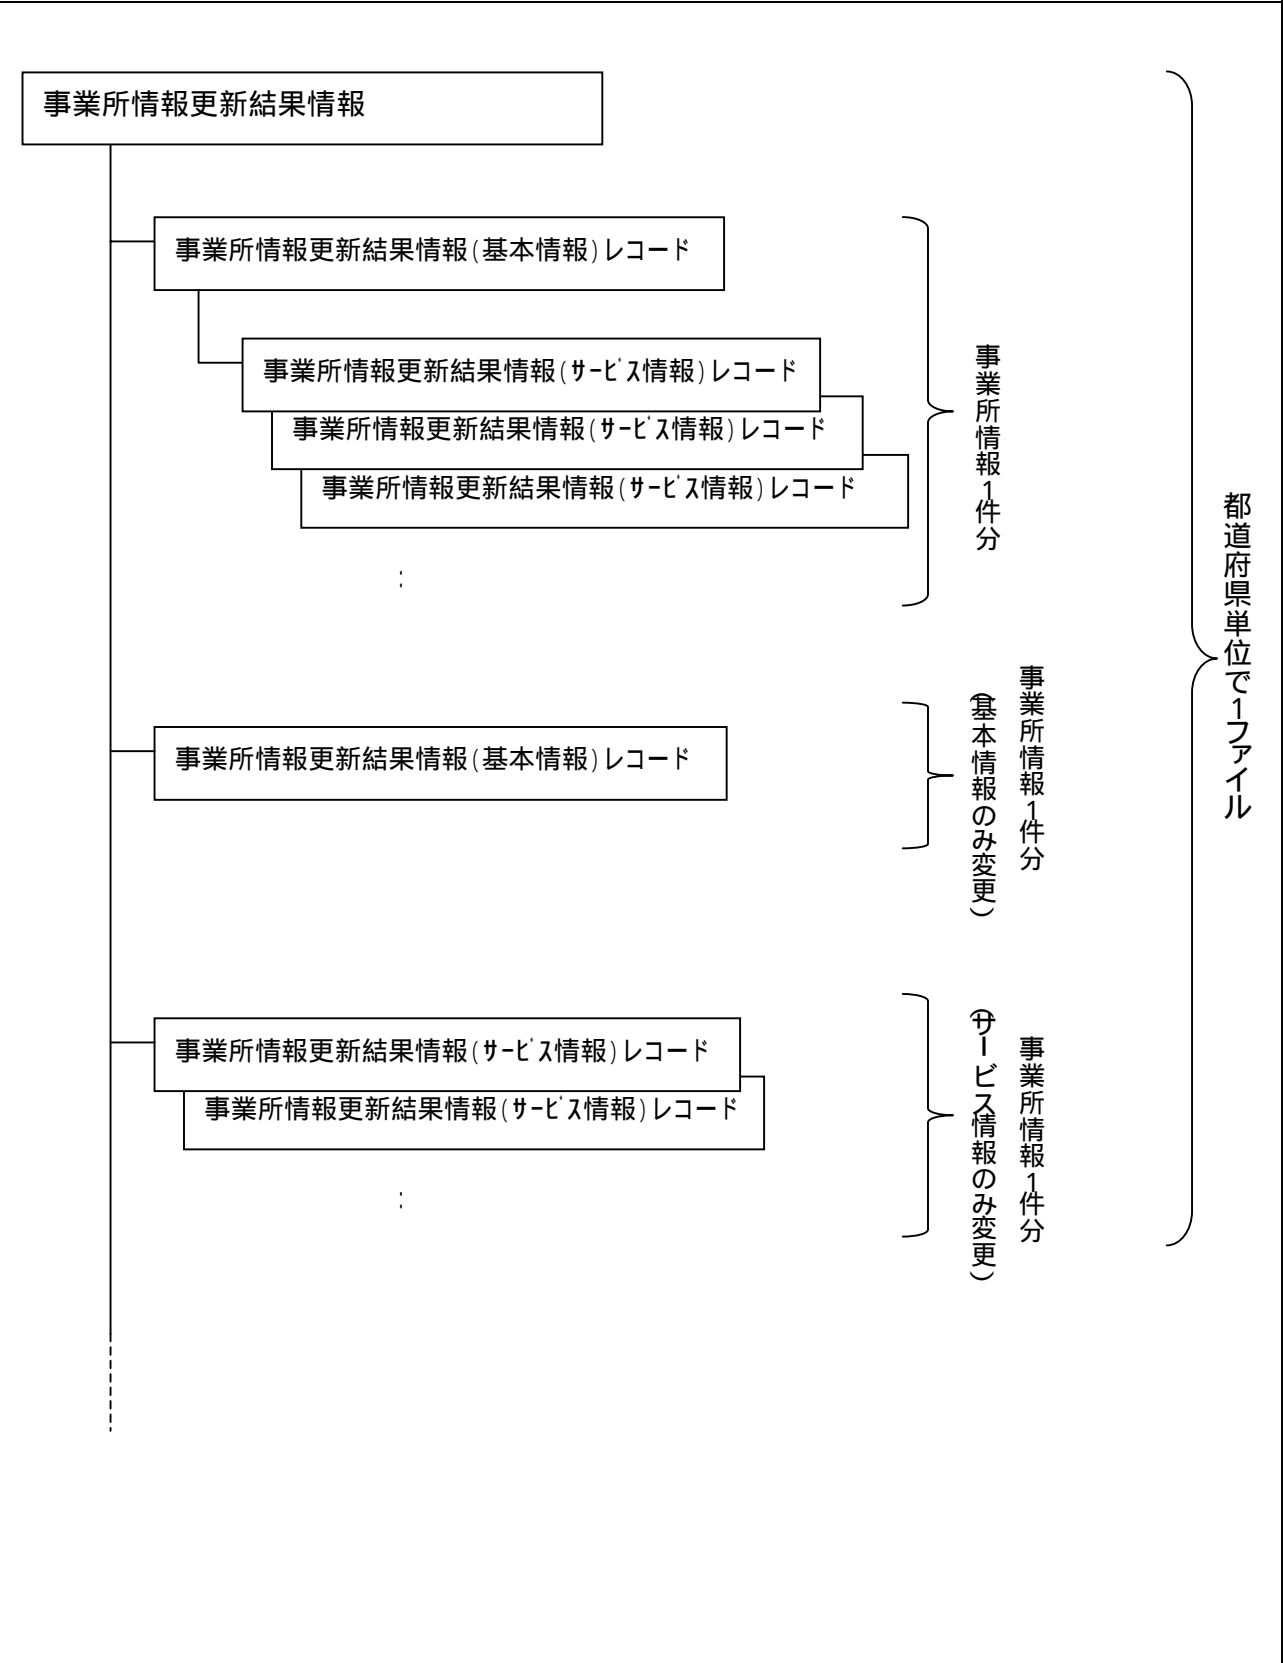 事業所情報更新結果情報
事業所情報更新結果情報(基本情報)レコード
事業所情報更新結果情報(ｻｰﾋﾞｽ情報)レコード
事業所情報更新結果情報(ｻｰﾋﾞｽ情報)レコード
事業所情報更新結果情報(ｻｰﾋﾞｽ情報)レコード
:
事業所情報1件分
事業所情報更新結果情報(基本情報)レコード
事業所情報1件分
(基本情報のみ変更)
事業所情報更新結果情報(ｻｰﾋﾞｽ情報)レコード
事業所情報更新結果情報(ｻｰﾋﾞｽ情報)レコード
:
事業所情報1件分
(サービス情報のみ変更)
都道府県単位で1ファイル